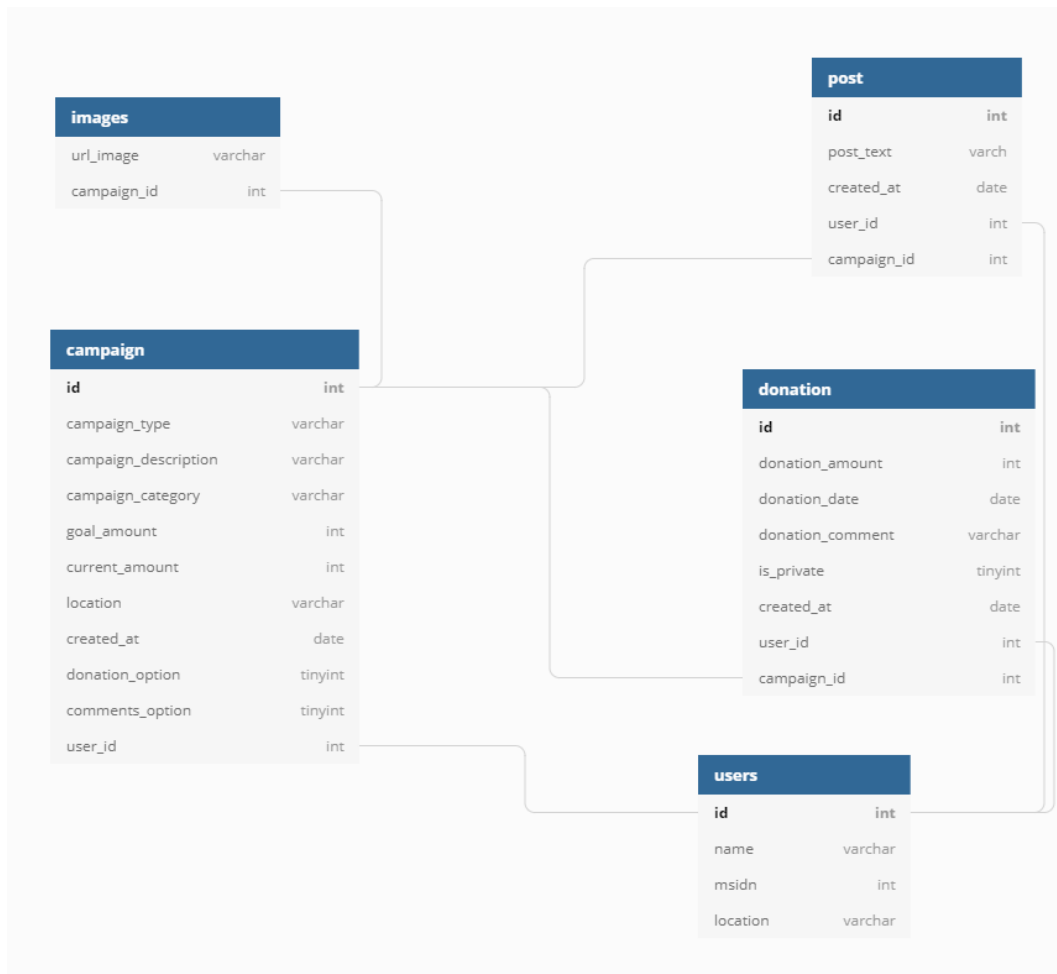 images
url_image varchar
campaign_id int
post
id int
post_text varch
created_at date
user_id int
campaign_id int
campaign
id int
campaign_type varchar
campaign_description varchar
campaign_category varchar
goal_amount int
current_amount int
location varchar
created_at date
donation_option tinyint
comments_option tinyint
user_id int
donation
id int
donation_amount int
donation_date date
donation_comment varchar
is_private tinyint
created_at date
user_id int
campaign_id int
users
id int
name varchar
msidn int
location varchar